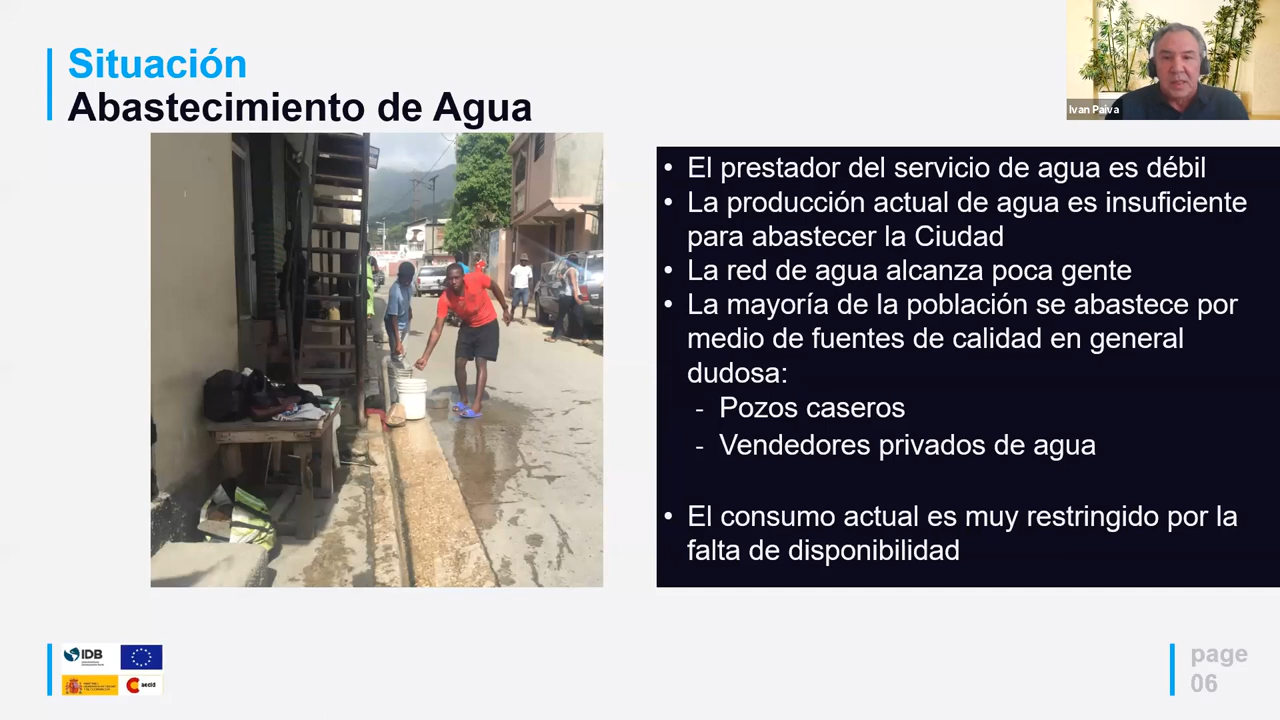 Situación
Abastecimiento de Agua
Ivan Paiva
• El prestador del servicio de agua es débil
• La producción actual de agua es insuficiente
para abastecer la Ciudad
• La red de agua alcanza poca gente
• La mayoría de la población se abastece por
medio de fuentes de calidad en general
dudosa:
- Pozos caseros
- Vendedores privados de agua
• El consumo actual es muy restringido por la
falta de disponibilidad
IDB
aecid
page
06